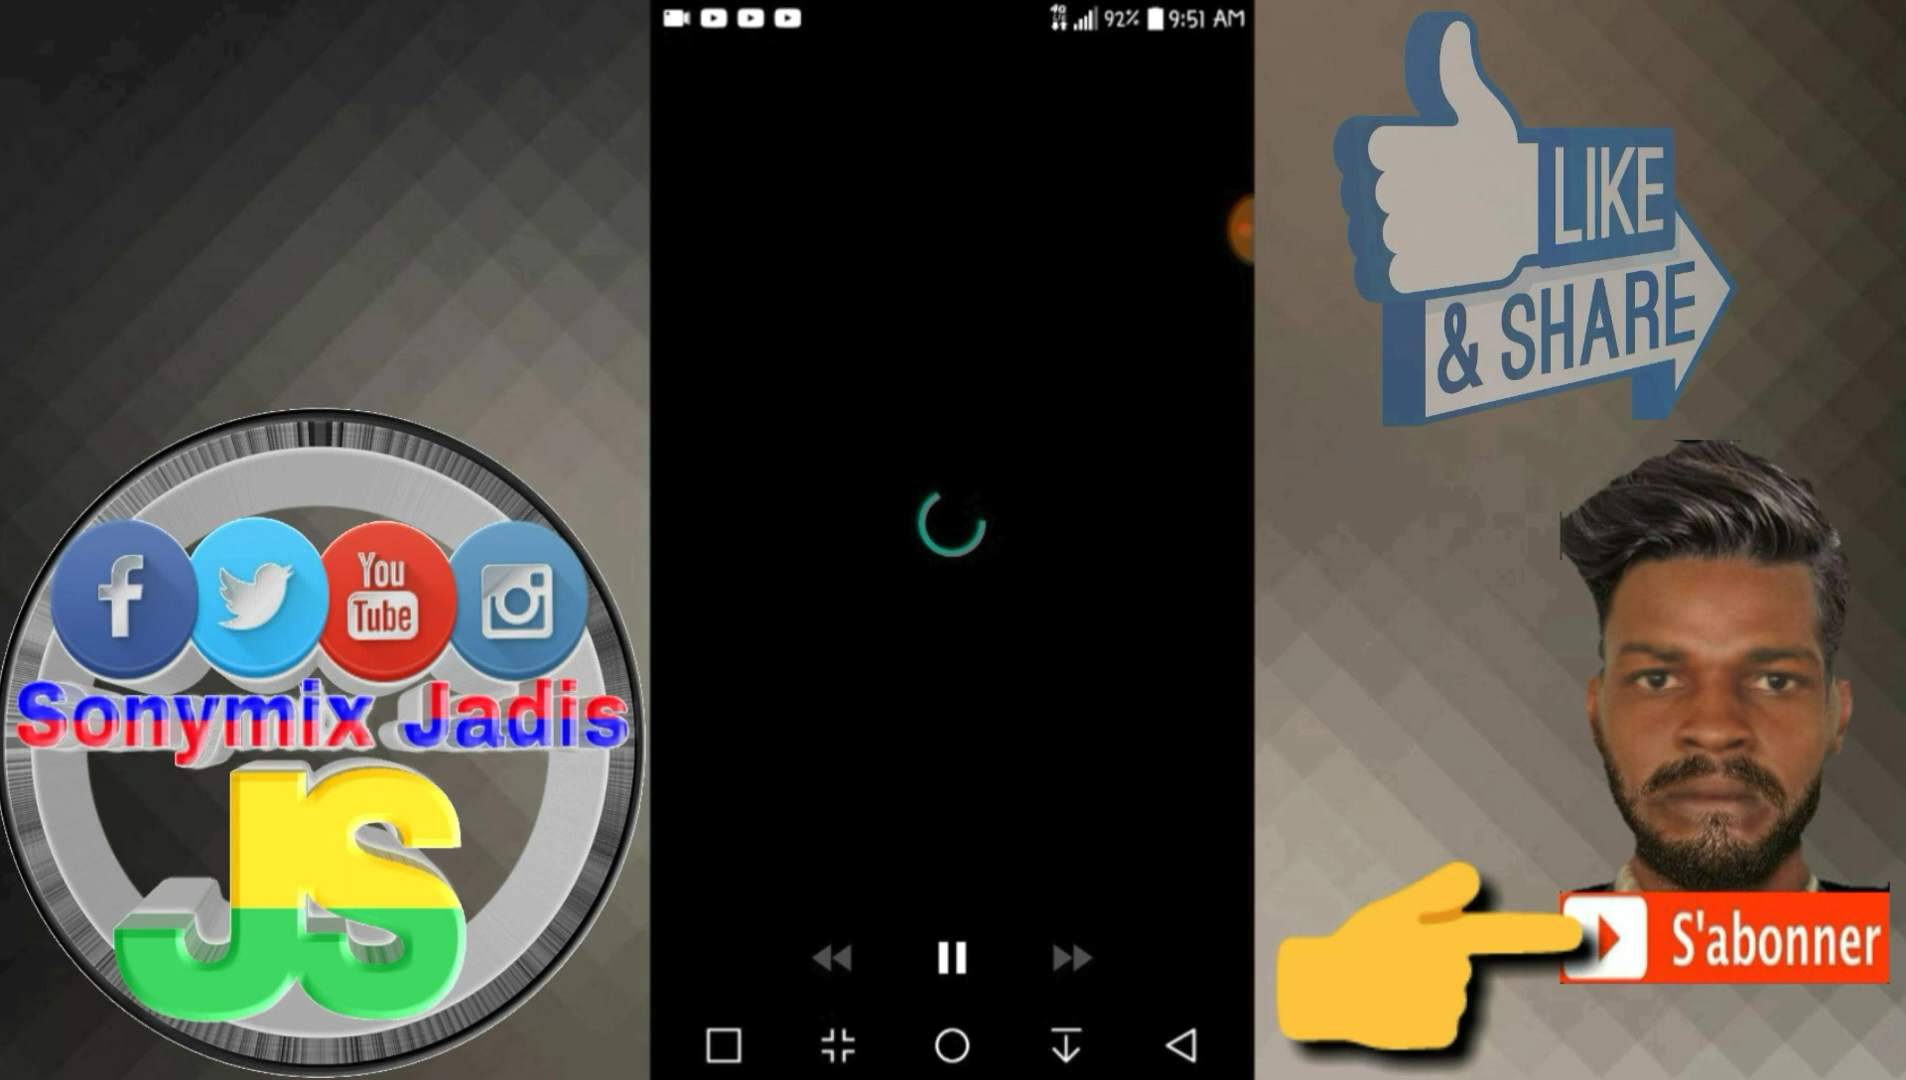 92% 9:51 AM
LIKE
& SHARE
f
You
Tube
Sonymix Jadis
JS
S'abonner